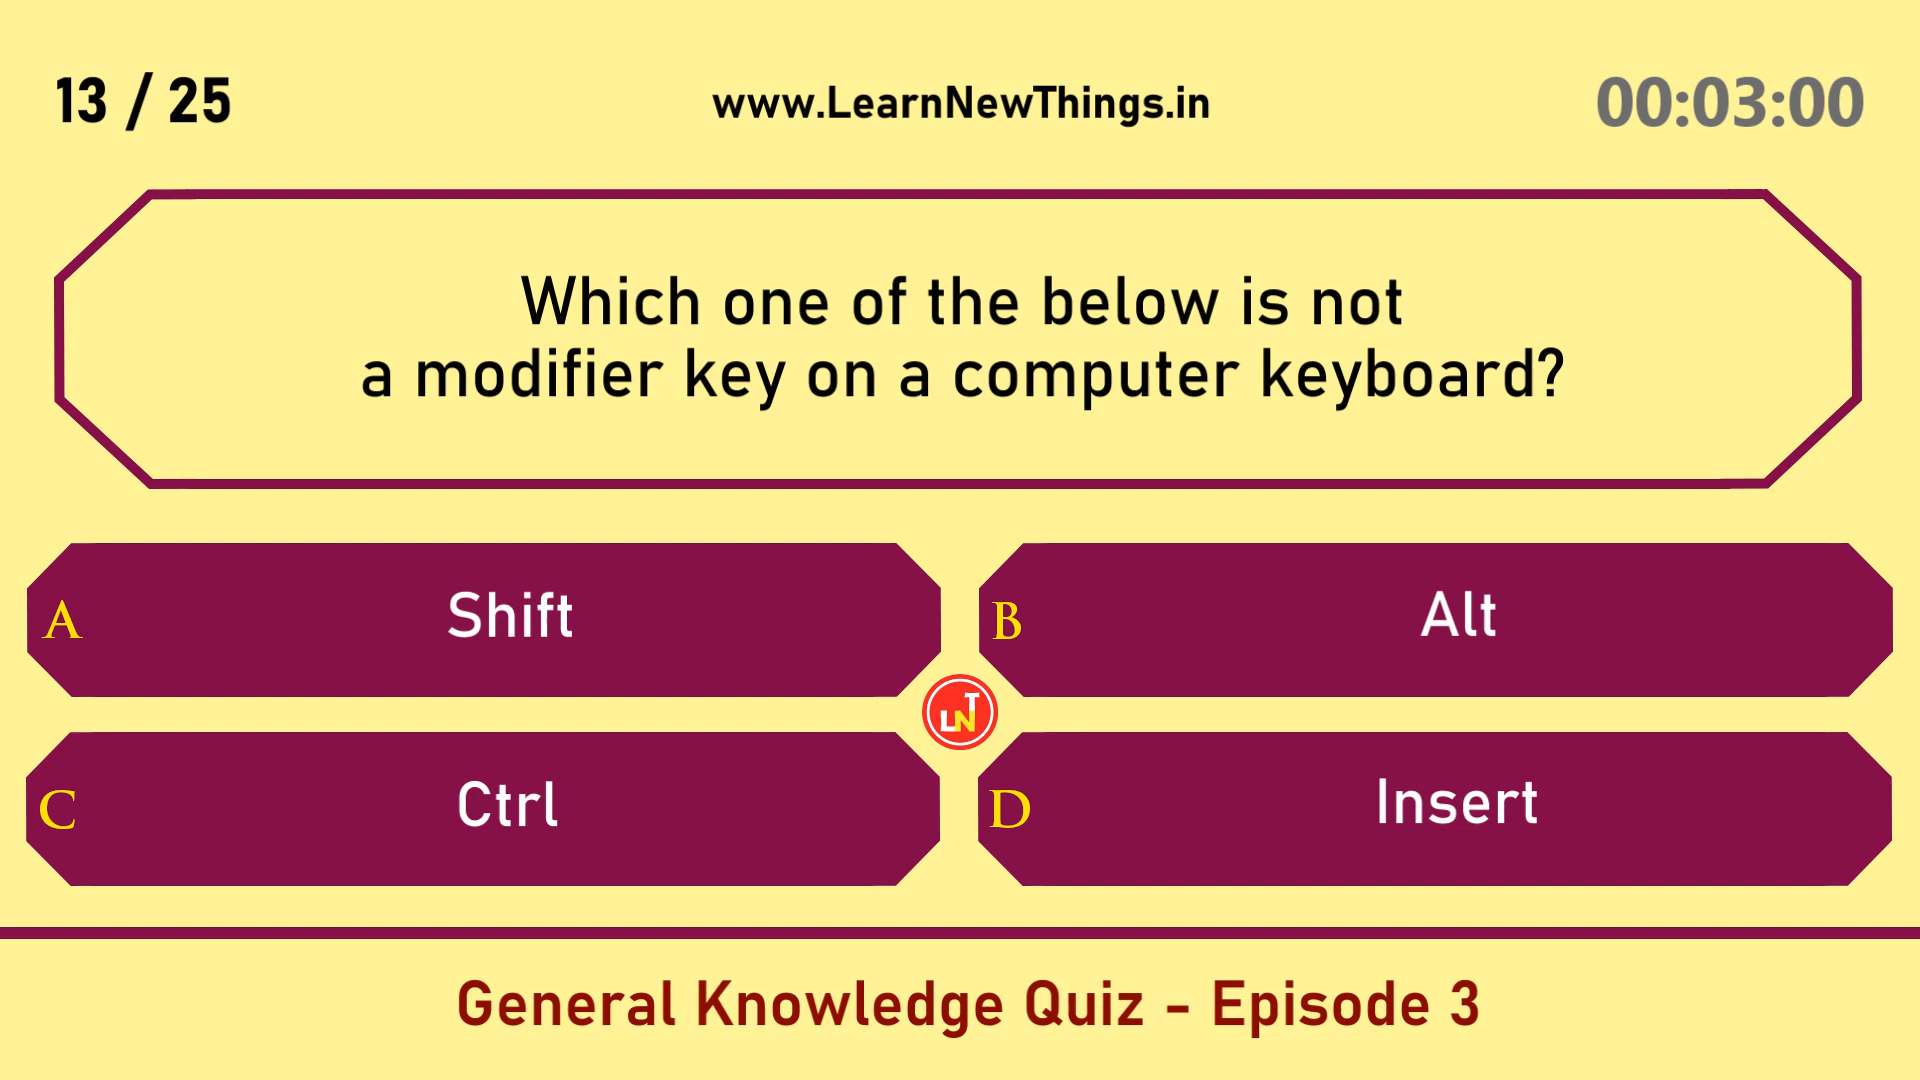 13 / 25
www.LearnNewThings.in
00:03:00
Which one of the below is not
a modifier key on a computer keyboard?
A Shift
B Alt
LNT
C Ctrl
D Insert
General Knowledge Quiz - Episode 3